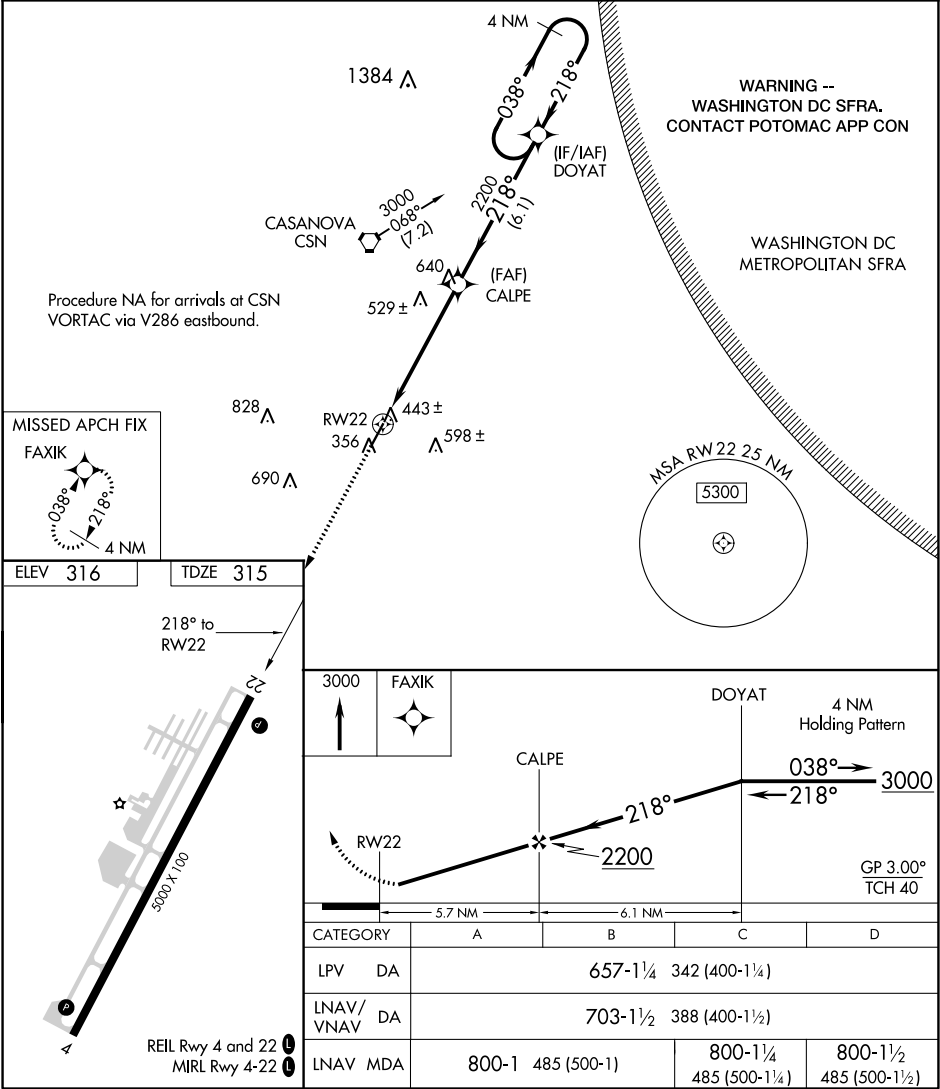 4 NM
038°
218°
1384
WARNING --
WASHINGTON DC SFRA.
CONTACT POTOMAC APP CON
(IF/IAF)
DOYAT
2200
218°
(6.1)
3000
068°
(7.2)
CASANOVA
CSN
WASHINGTON DC
METROPOLITAN SFRA
640
(FAF)
CALPE
529 ±
Procedure NA for arrivals at CSN
VORTAC via V286 eastbound.
828
RW22
443 ±
356
598 ±
690
MISSED APCH FIX
FAXIK
038°
218°
4 NM
MSA RW22 25 NM
5300
ELEV 316
TDZE 315
218° to
RW22
22
P
5000 X 100
P
4
REIL Rwy 4 and 22 L
MIRL Rwy 4-22 L
3000
FAXIK
DOYAT
4 NM
Holding Pattern
CALPE
038°
3000
218°
218°
RW22
2200
GP 3.00°
TCH 40
5.7 NM
6.1 NM
CATEGORY A B C D
LPV DA 657-1¼ 342 (400-1¼)
LNAV/
VNAV DA 703-1½ 388 (400-1½)
LNAV MDA 800-1 485 (500-1) 800-1¼ 800-1½
485 (500-1¼) 485 (500-1½)